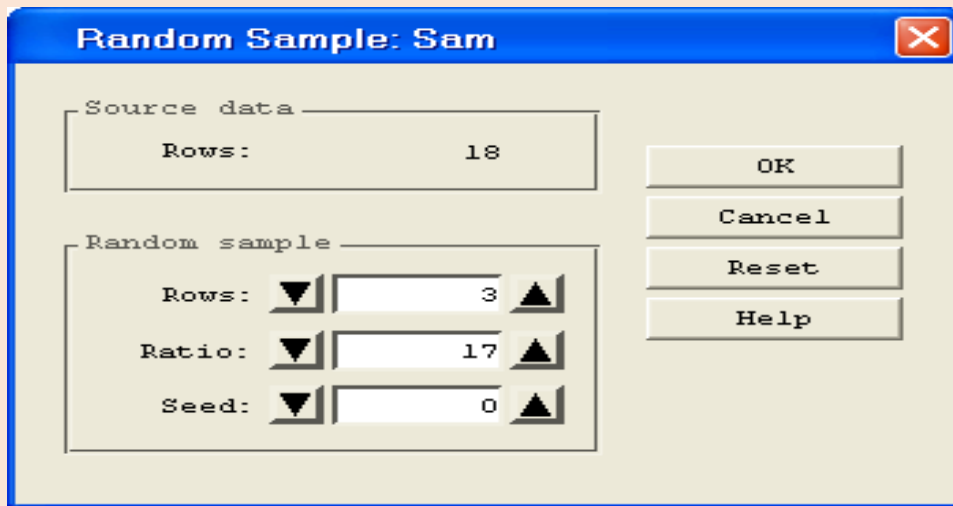 Random Sample: Sam
Source data
Rows: 18
Random sample
Rows: 3
Ratio: 17
Seed: 0
OK
Cancel
Reset
Help